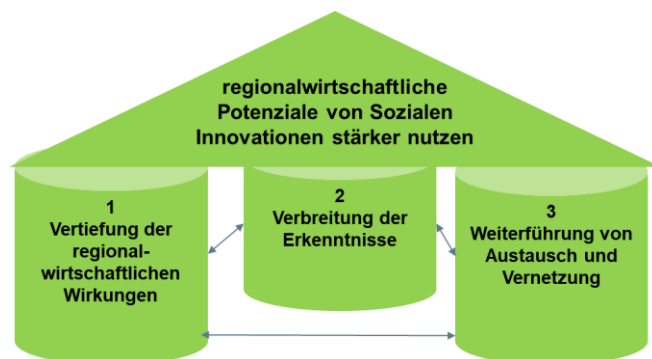 regionalwirtschaftliche
Potenziale von Sozialen
Innovationen stärker nutzen
1
Vertiefung der
regional-
wirtschaftlichen
Wirkungen
2
Verbreitung der
Erkenntnisse
3
Weiterführung von
Austausch und
Vernetzung